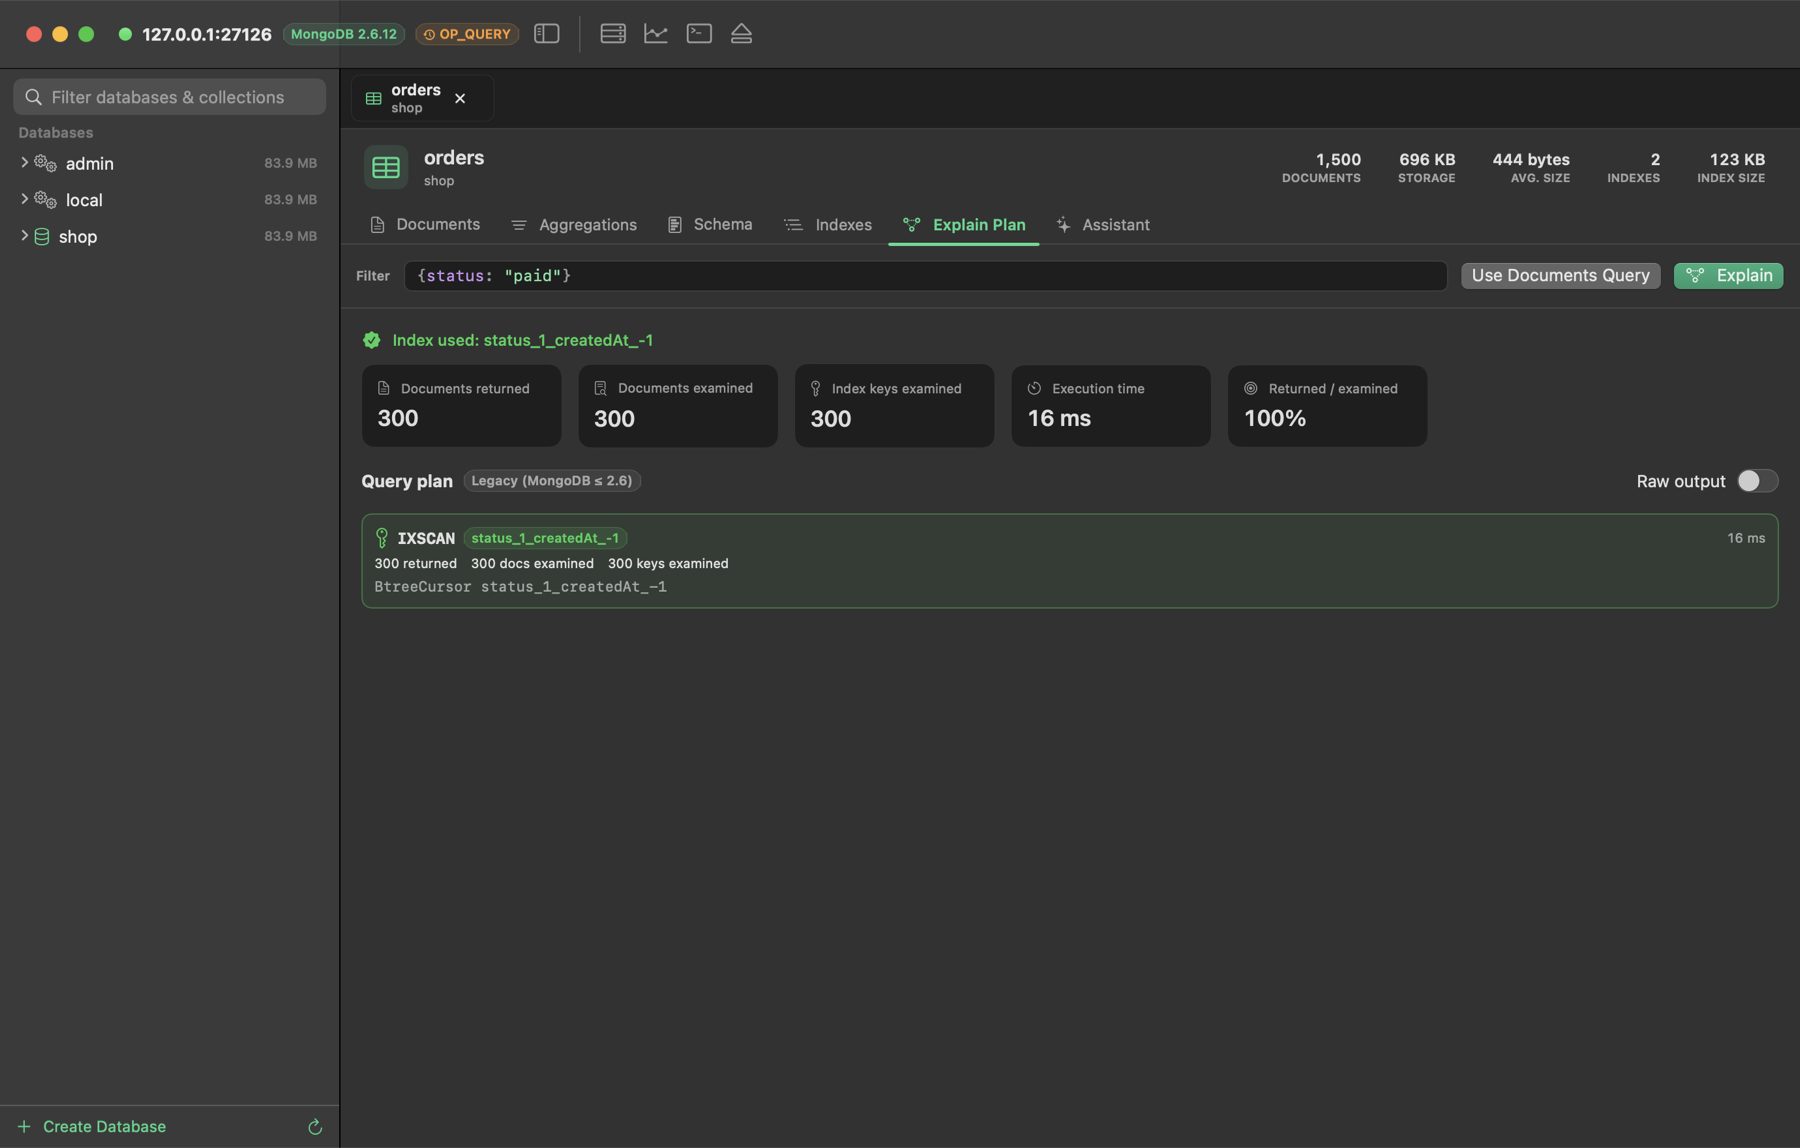 127.0.0.1:27126
MongoDB 2.6.12
OP_QUERY
Filter databases & collections
Databases
admin 83.9 MB
local 83.9 MB
shop 83.9 MB
Create Database
orders
shop
orders
shop
1,500
DOCUMENTS
696 KB
STORAGE
444 bytes
AVG. SIZE
2
INDEXES
123 KB
INDEX SIZE
Documents
Aggregations
Schema
Indexes
Explain Plan
Assistant
Filter
{status: "paid"}
Use Documents Query
Explain
Index used: status_1_createdAt_-1
Documents returned
300
Documents examined
300
Index keys examined
300
Execution time
16 ms
Returned / examined
100%
Query plan
Legacy (MongoDB ≤ 2.6)
Raw output
IXSCAN
status_1_createdAt_-1
16 ms
300 returned 300 docs examined 300 keys examined
BtreeCursor status_1_createdAt_-1